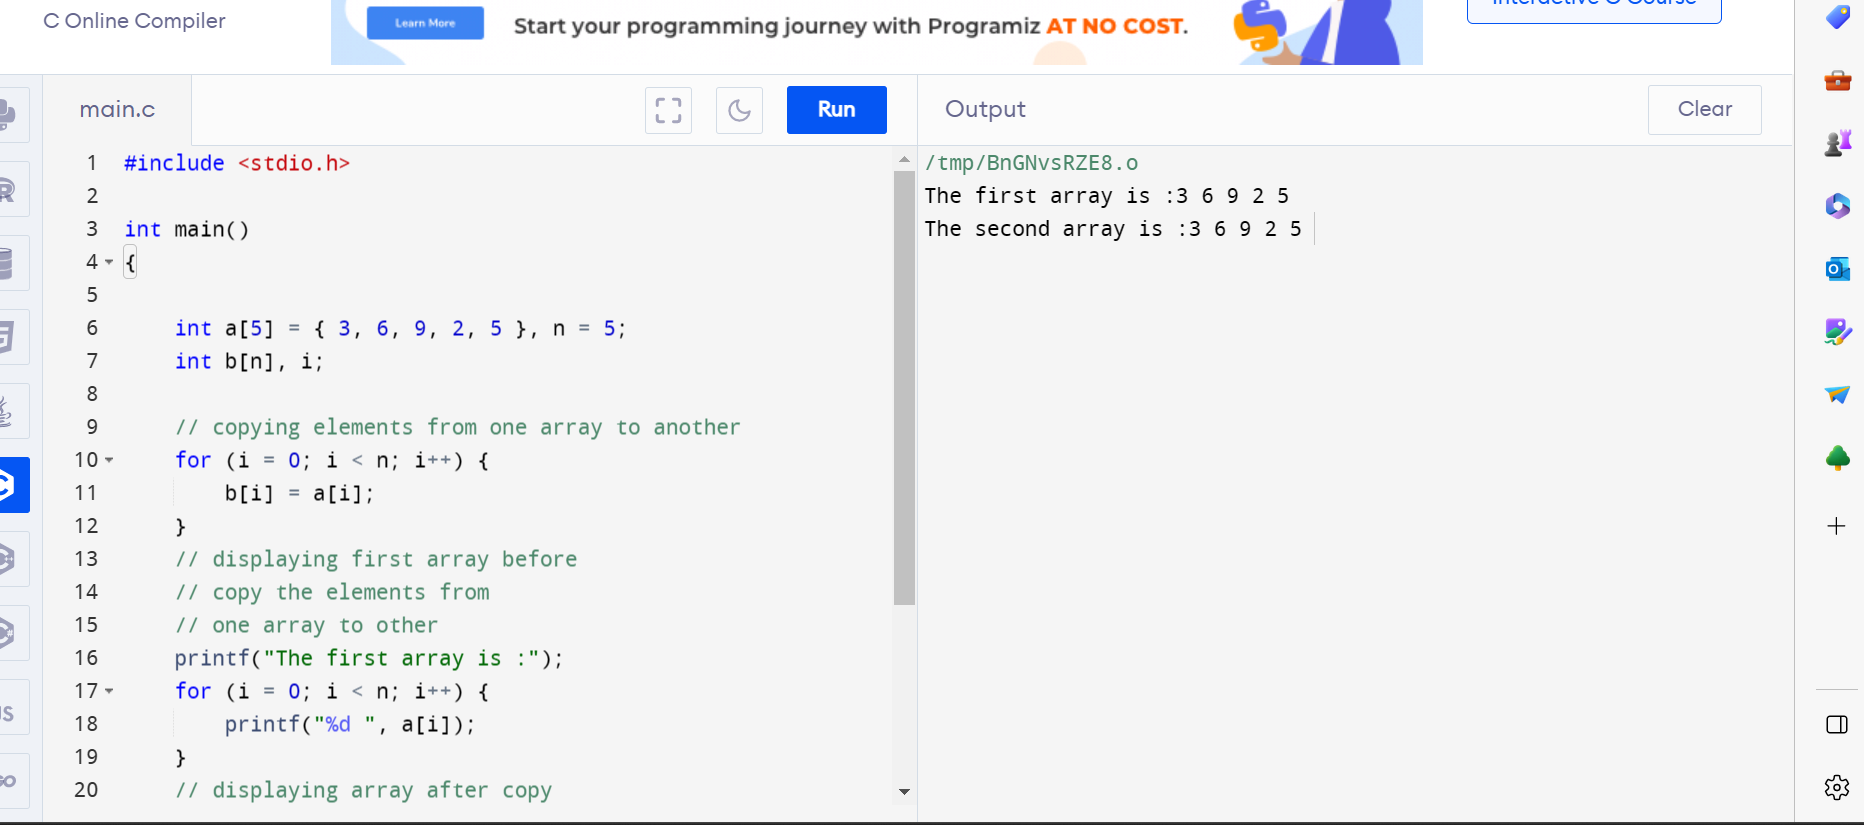 C Online Compiler
Learn More
Start your programming journey with Programiz AT NO COST.
main.c
Run
Output
Clear
1 #include <stdio.h>
2
3 int main()
4 {
5
6     int a[5] = { 3, 6, 9, 2, 5 }, n = 5;
7     int b[n], i;
8
9     // copying elements from one array to another
10     for (i = 0; i < n; i++) {
11         b[i] = a[i];
12     }
13     // displaying first array before
14     // copy the elements from
15     // one array to other
16     printf("The first array is :");
17     for (i = 0; i < n; i++) {
18         printf("%d ", a[i]);
19     }
20     // displaying array after copy
/tmp/BnGNvsRZE8.o
The first array is :3 6 9 2 5
The second array is :3 6 9 2 5